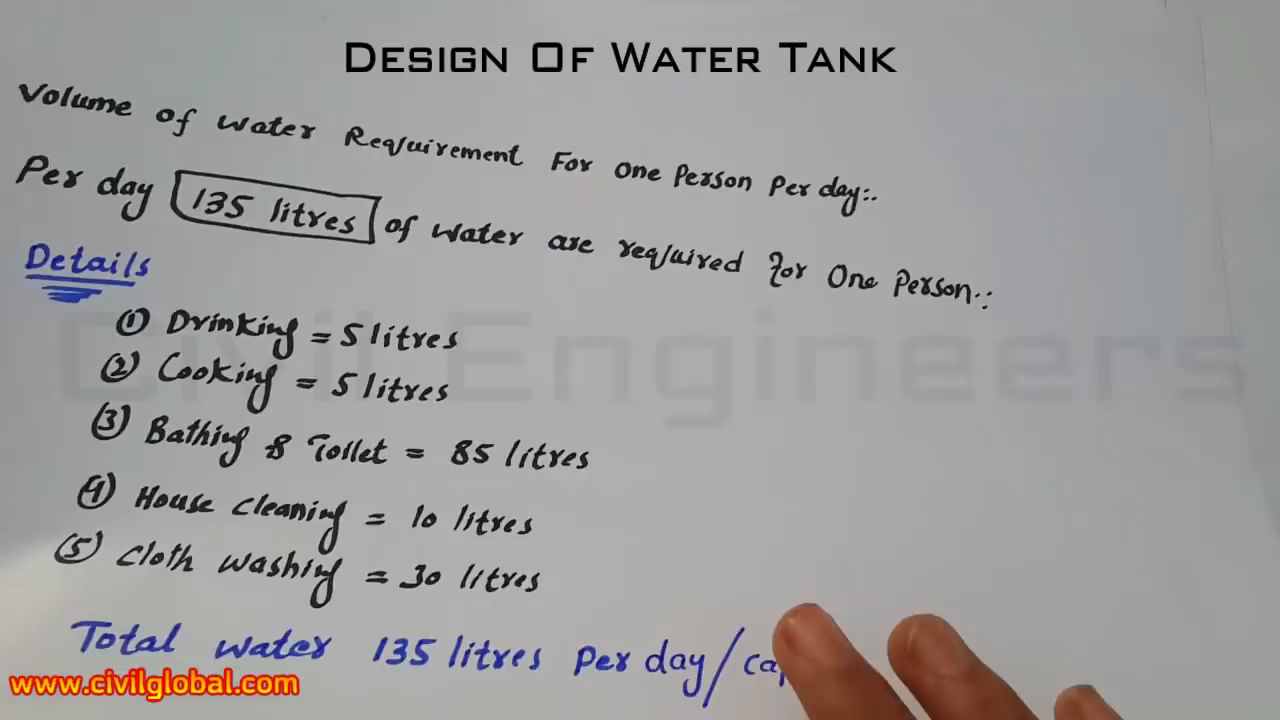 DESIGN OF WATER TANK
Volume of Water Requirement For One Person Per day:.
Per day 135 litres of water are required for One Person.:
Details
Civil Engineers
① Drinking = 5 litres
② Cooking = 5 litres
③ Bathing & Toilet = 85 litres
④ House cleaning = 10 litres
⑤ Cloth washing = 30 litres
Total water 135 litres Per day/
www.civilglobal.com